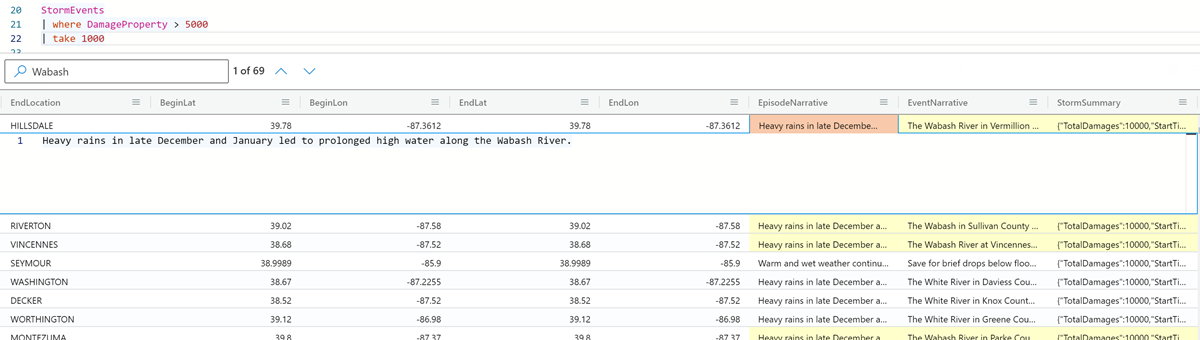 20 StormEvents
21 | where DamageProperty > 5000
22 | take 1000
23
Wabash 1 of 69
EndLocation BeginLat BeginLon EndLat EndLon EpisodeNarrative EventNarrative StormSummary
HILLSDALE 39.78 -87.3612 39.78 -87.3612 Heavy rains in late Decembe... The Wabash River in Vermillion ... {"TotalDamages":10000,"StartTi...
1 Heavy rains in late December and January led to prolonged high water along the Wabash River.
RIVERTON 39.02 -87.58 39.02 -87.58 Heavy rains in late December a... The Wabash in Sullivan County ... {"TotalDamages":10000,"StartTi...
VINCENNES 38.68 -87.52 38.68 -87.52 Heavy rains in late December a... The Wabash River at Vincennes... {"TotalDamages":10000,"StartTi...
SEYMOUR 38.9989 -85.9 38.9989 -85.9 Warm and wet weather continu... Save for brief drops below floo... {"TotalDamages":10000,"StartTi...
WASHINGTON 38.67 -87.2255 38.67 -87.2255 Heavy rains in late December a... The White River in Daviess Cou... {"TotalDamages":10000,"StartTi...
DECKER 38.52 -87.52 38.52 -87.52 Heavy rains in late December a... The White River in Knox Count... {"TotalDamages":10000,"StartTi...
WORTHINGTON 39.12 -86.98 39.12 -86.98 Heavy rains in late December a... The White River in Greene Cou... {"TotalDamages":10000,"StartTi...
MONTEZUMA 39.8 -87.37 39.8 -87.37 Heavy rains in late December a... The Wabash River in Parke Cou... {"TotalDamages":10000,"StartTi...